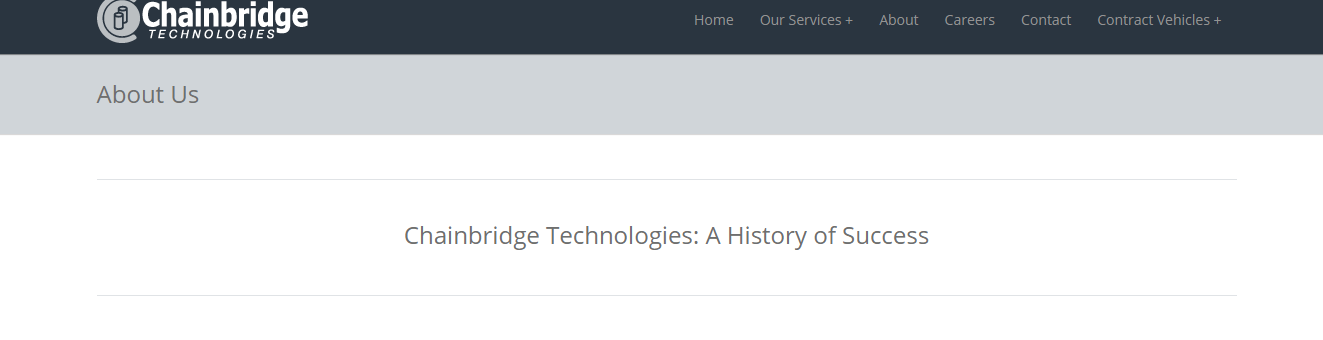 Chainbridge
TECHNOLOGIES
Home Our Services + About Careers Contact Contract Vehicles +
About Us
Chainbridge Technologies: A History of Success